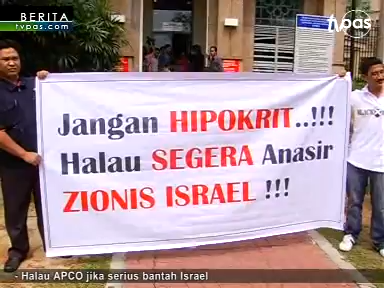 BERITA
tvpas.com
tvpas
Jangan HIPOKRIT..!!!
Halau SEGERA Anasir
ZIONIS ISRAEL !!!
- Halau APCO jika serius bantah Israel